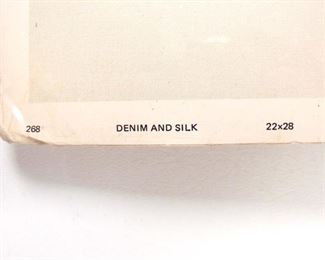 268 DENIM AND SILK 22x28